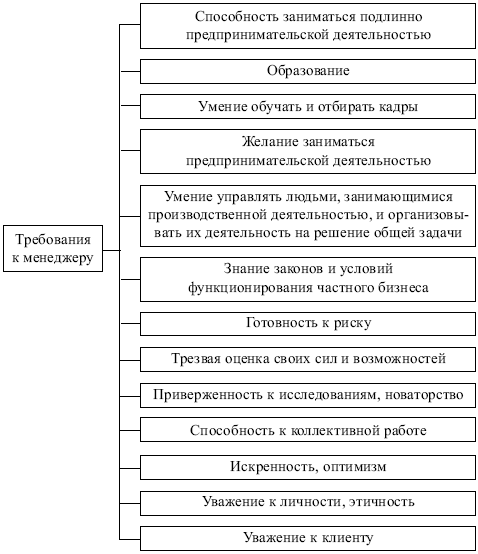 Способность заниматься подлинно
предпринимательской деятельностью
Образование
Умение обучать и отбирать кадры
Желание заниматься
предпринимательской деятельностью
Умение управлять людьми, занимающимися
производственной деятельностью, и организовы-
вать их деятельность на решение общей задачи
Требования
к менеджеру
Знание законов и условий
функционирования частного бизнеса
Готовность к риску
Трезвая оценка своих сил и возможностей
Приверженность к исследованиям, новаторство
Способность к коллективной работе
Искренность, оптимизм
Уважение к личности, этичность
Уважение к клиенту